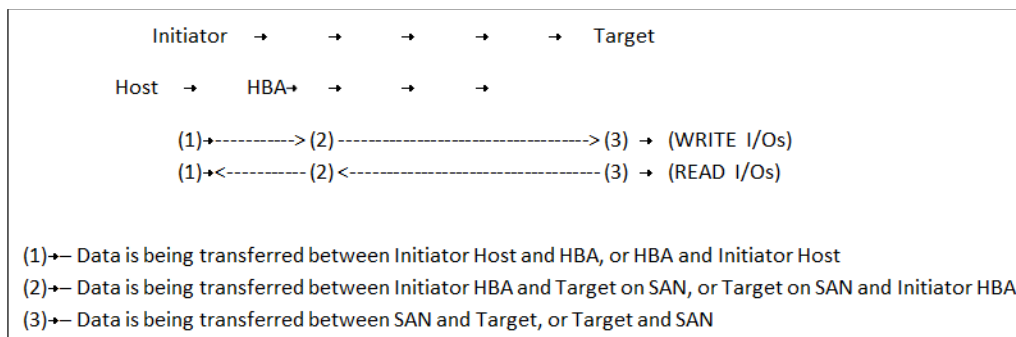 Initiator → → → → → Target
Host → HBA→ → → →
(1)→----------->(2)----------------------------------->(3) → (WRITE I/Os)
(1)→<-----------(2)<-----------------------------------(3) → (READ I/Os)
(1)→– Data is being transferred between Initiator Host and HBA, or HBA and Initiator Host
(2)→– Data is being transferred between Initiator HBA and Target on SAN, or Target on SAN and Initiator HBA
(3)→– Data is being transferred between SAN and Target, or Target and SAN